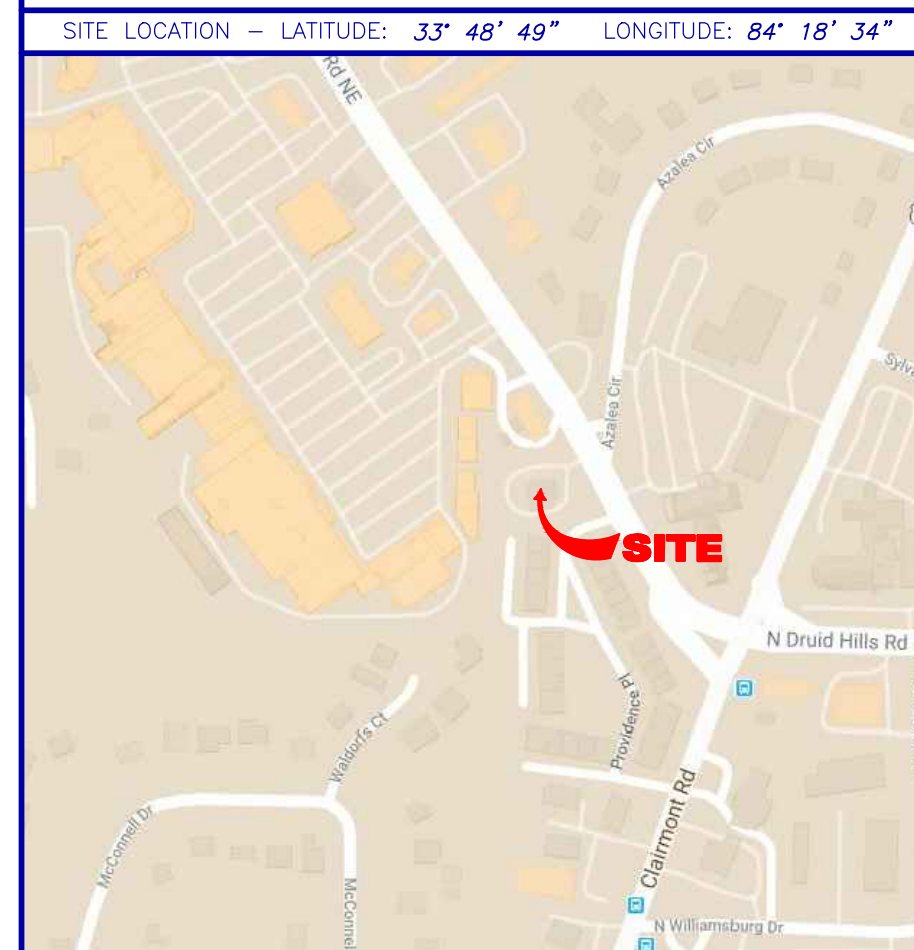 SITE LOCATION – LATITUDE: 33° 48’ 49” LONGITUDE: 84° 18’ 34”
Rd NE
Azalea Cir
Azalea Cir
SITE
N Druid Hills Rd
Providence Pl
Waldorfs Ct
McConnell Dr
Clairmont Rd
McConnel
N Williamsburg Dr